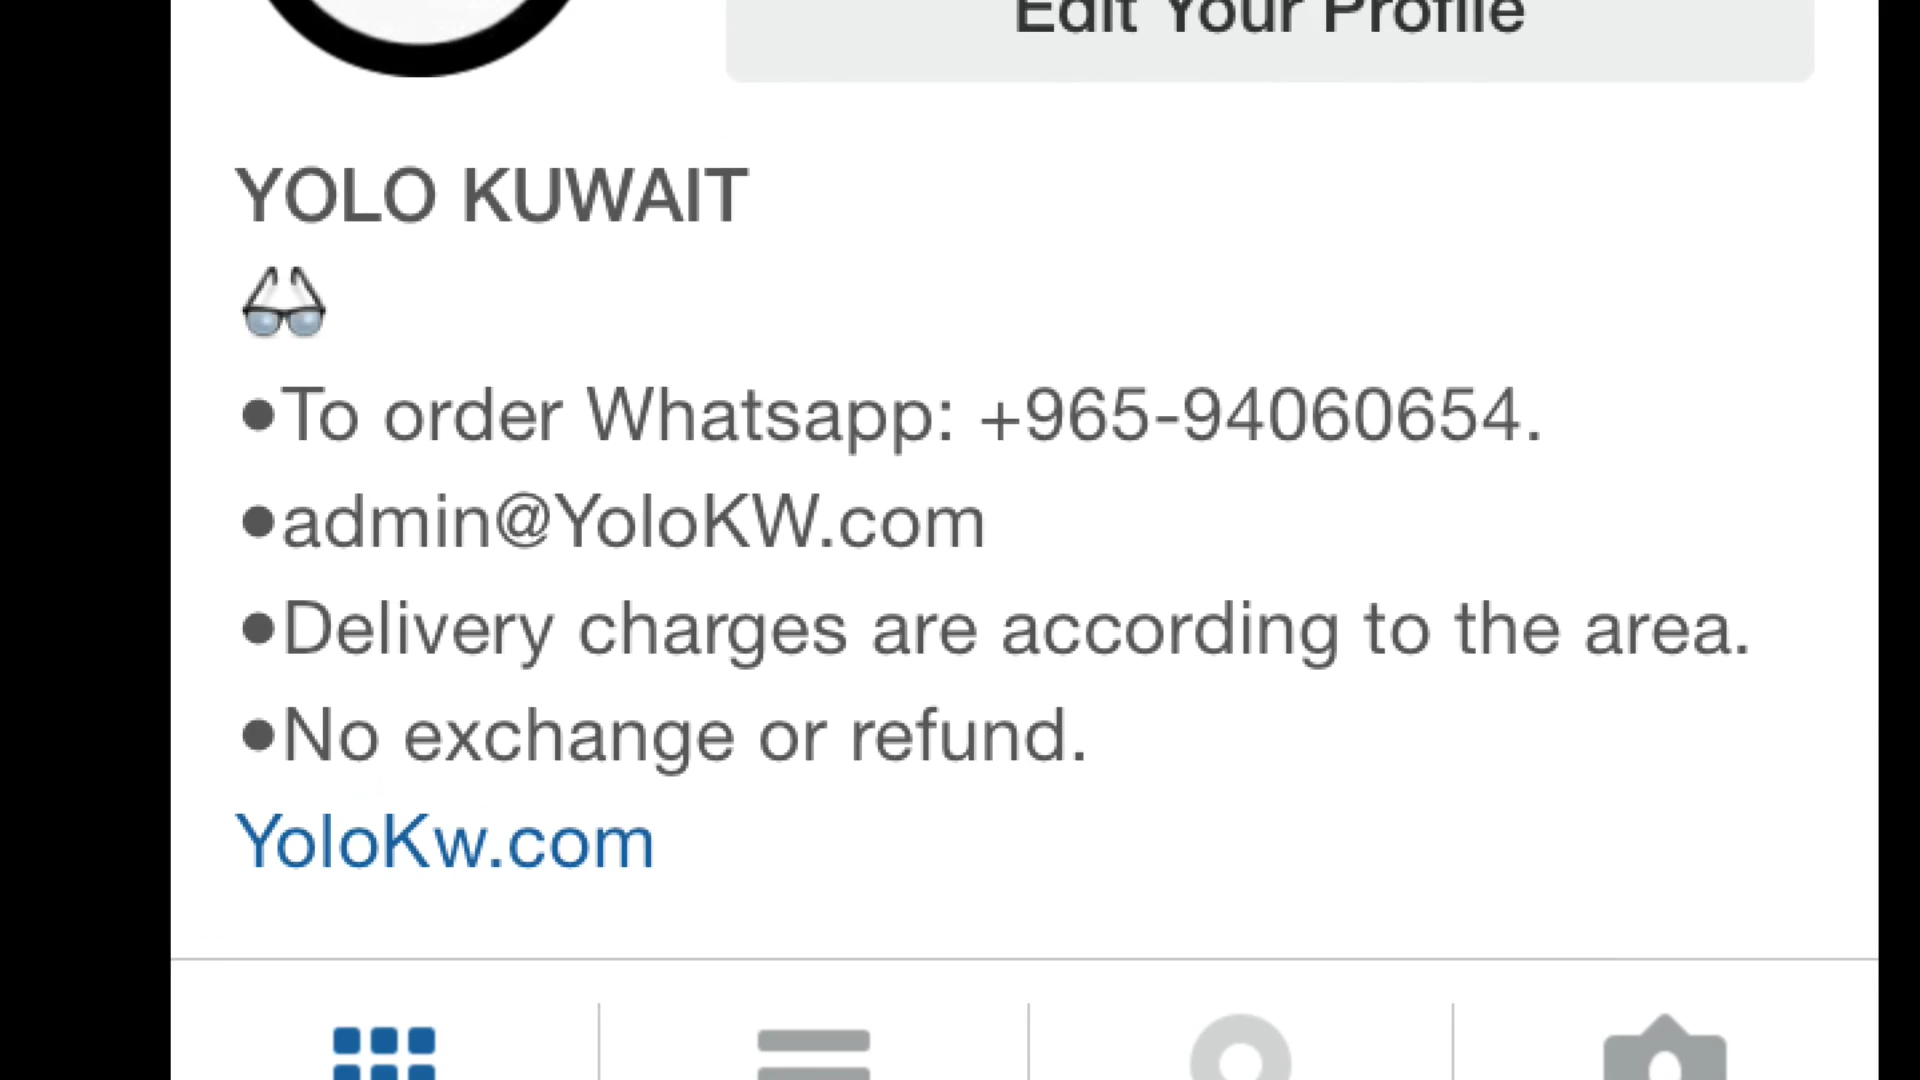 Edit Your Profile
YOLO KUWAIT
👓
●To order Whatsapp: +965-94060654.
●admin@YoloKW.com
●Delivery charges are according to the area.
●No exchange or refund.
YoloKw.com